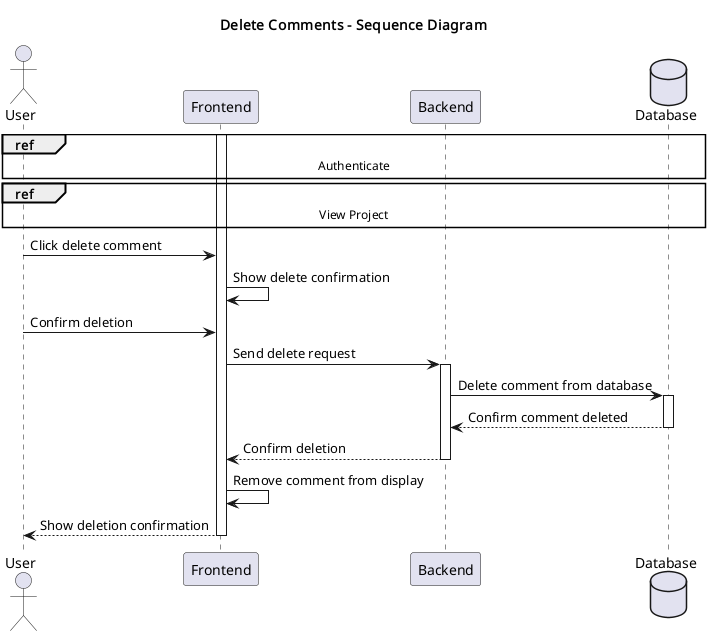 Delete Comments - Sequence Diagram
User
Frontend
Backend
Database
ref
Authenticate
ref
View Project
Click delete comment
Show delete confirmation
Confirm deletion
Send delete request
Delete comment from database
Confirm comment deleted
Confirm deletion
Remove comment from display
Show deletion confirmation
User
Frontend
Backend
Database